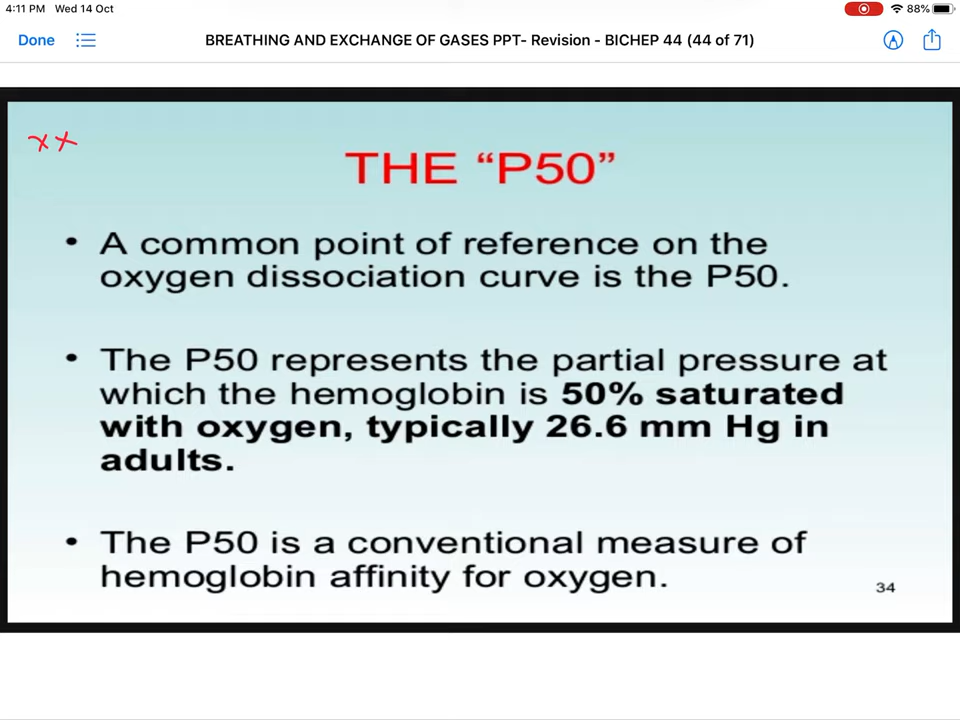 4:11 PM Wed 14 Oct 88%
Done BREATHING AND EXCHANGE OF GASES PPT- Revision - BICHEP 44 (44 of 71)
xx
THE “P50”
• A common point of reference on the
oxygen dissociation curve is the P50.
• The P50 represents the partial pressure at
which the hemoglobin is 50% saturated
with oxygen, typically 26.6 mm Hg in
adults.
• The P50 is a conventional measure of
hemoglobin affinity for oxygen.
34